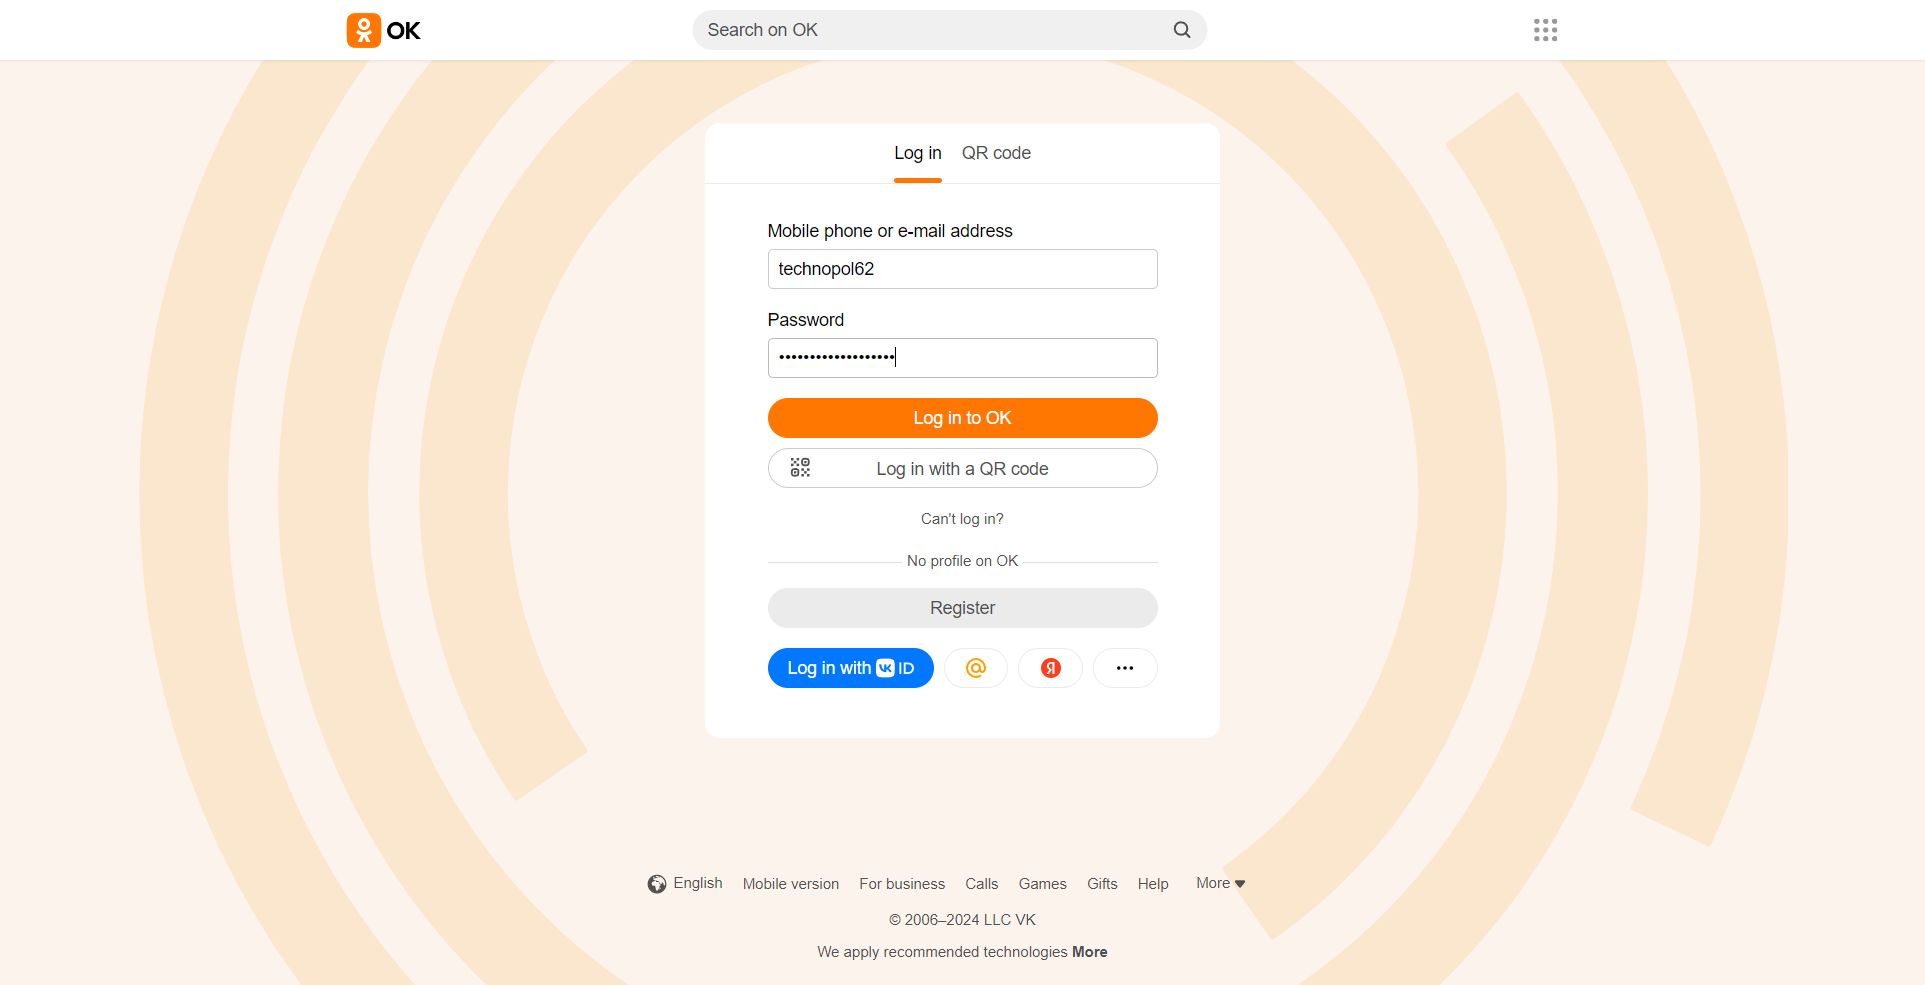 OK
Search on OK
Log in QR code
Mobile phone or e-mail address
technopol62
Password
•••••••••••••••••••
Log in to OK
Log in with a QR code
Can't log in?
No profile on OK
Register
Log in with VK ID
@
Я
•••
English Mobile version For business Calls Games Gifts Help More
© 2006–2024 LLC VK
We apply recommended technologies More